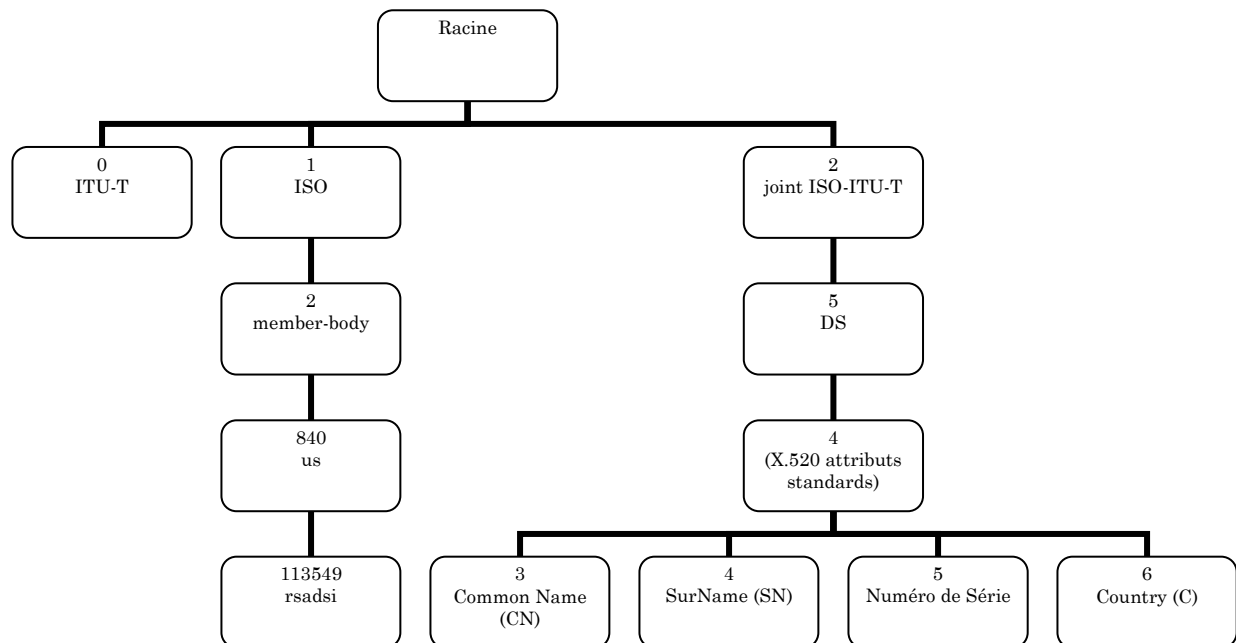 Racine
0
ITU-T
1
ISO
2
joint ISO-ITU-T
2
member-body
5
DS
840
us
4
(X.520 attributs
standards)
113549
rsadsi
3
Common Name
(CN)
4
SurName (SN)
5
Numéro de Série
6
Country (C)